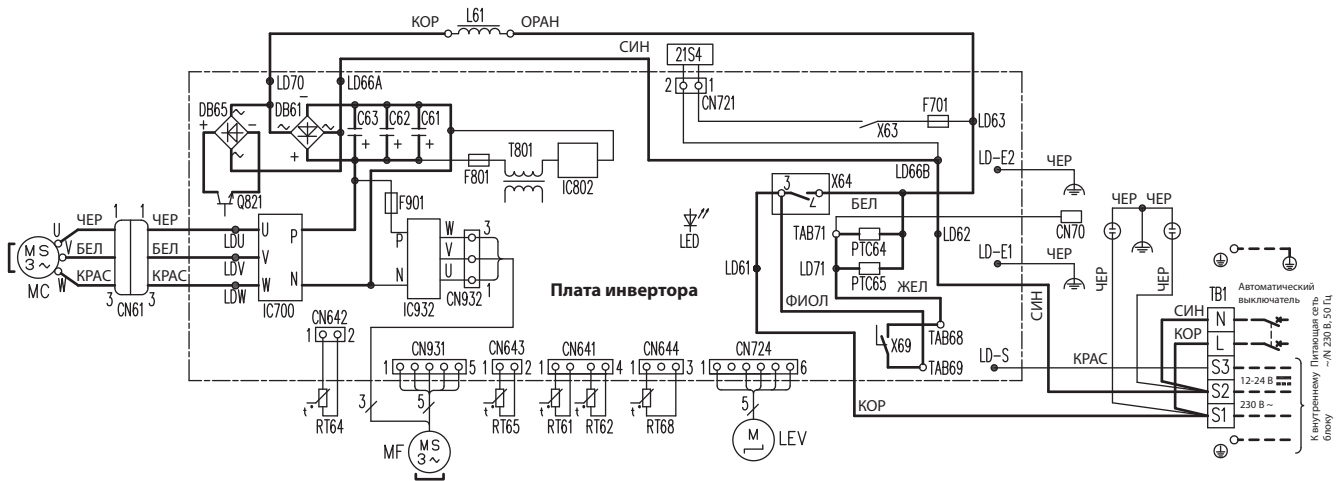 КОР L61 ОРАН
СИН
21S4
LD70 LD66A
2 1
CN721
DB65 DB61
C63 C62 C61
F701
X63
LD63
+ - ~
T801
F801
IC802
LD66B
LD-E2 ЧЕР
Q821
F901
3 X64
БЕЛ
ЧЕР ЧЕР
U ЧЕР 1 1 ЧЕР
LDU U P
P W 3
LED
TAB71 PTC64
CN70
LD62
MS 3~ V БЕЛ БЕЛ
LDV V
V
LD61 LD71 PTC65
LD-E1 ЧЕР
W КРАС КРАС
LDW W N
N U 1
MC
3 3
CN61
IC700
IC932
CN932
Плата инвертора
ФИОЛ ЖЕЛ
СИН
ЧЕР ЧЕР
TB1
Автоматический
выключатель
СИН N
КОР L
Питающая сеть
~/N 230 В, 50 Гц
CN642
1 2
X69
TAB68
TAB69
CN931
1 5
CN643
1 2
CN641
1 4
CN644
1 3
CN724
1 6
LD-S КРАС
S3
12-24 В
S2
230 В ~
S1
К внутреннему
блоку
t° RT64
3 5
t° RT65
t° RT61
t° RT62
t° RT68
5
КОР
MF MS 3~
M LEV